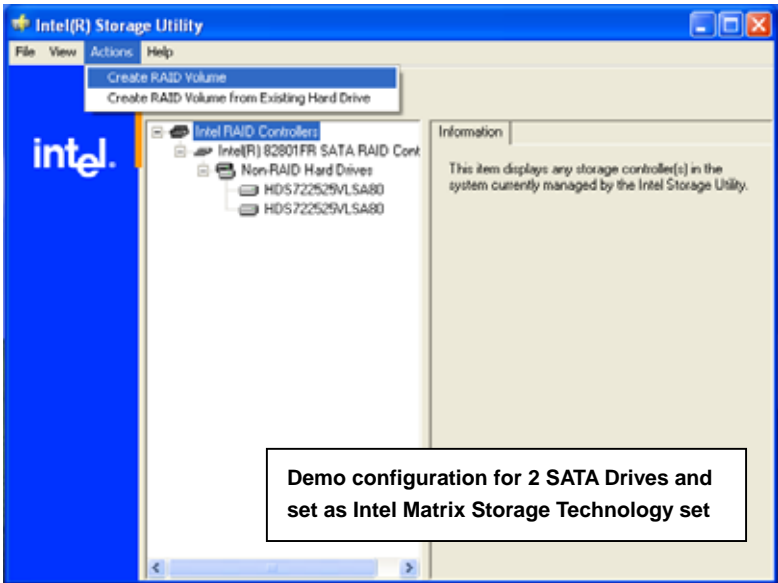 Intel(R) Storage Utility
File View Actions Help
Create RAID Volume
Create RAID Volume from Existing Hard Drive
intel.
Intel RAID Controllers
Intel(R) 82801FR SATA RAID Cont
Non-RAID Hard Drives
HDS722525VLSA80
HDS722525VLSA80
Information
This item displays any storage controller(s) in the
system currently managed by the Intel Storage Utility.
Demo configuration for 2 SATA Drives and
set as Intel Matrix Storage Technology set